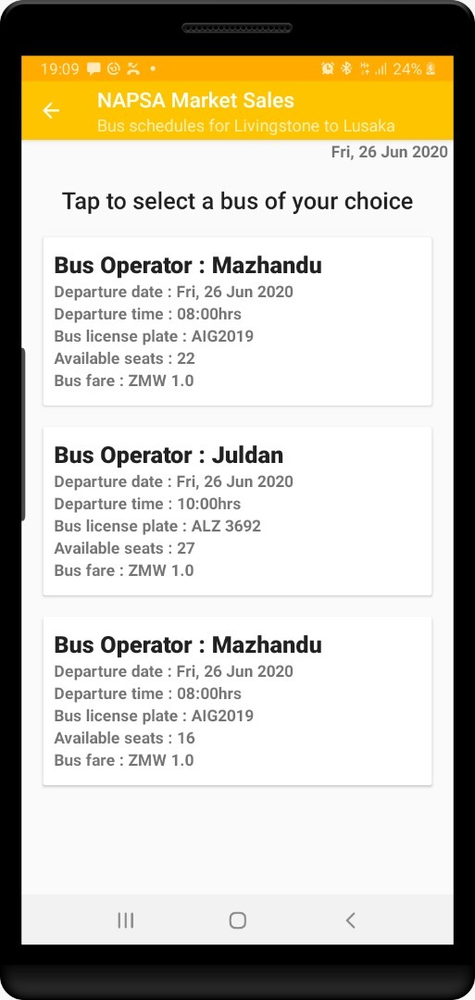 19:09
24%
NAPSA Market Sales
Bus schedules for Livingstone to Lusaka
Fri, 26 Jun 2020
Tap to select a bus of your choice
Bus Operator : Mazhandu
Departure date : Fri, 26 Jun 2020
Departure time : 08:00hrs
Bus license plate : AIG2019
Available seats : 22
Bus fare : ZMW 1.0
Bus Operator : Juldan
Departure date : Fri, 26 Jun 2020
Departure time : 10:00hrs
Bus license plate : ALZ 3692
Available seats : 27
Bus fare : ZMW 1.0
Bus Operator : Mazhandu
Departure date : Fri, 26 Jun 2020
Departure time : 08:00hrs
Bus license plate : AIG2019
Available seats : 16
Bus fare : ZMW 1.0